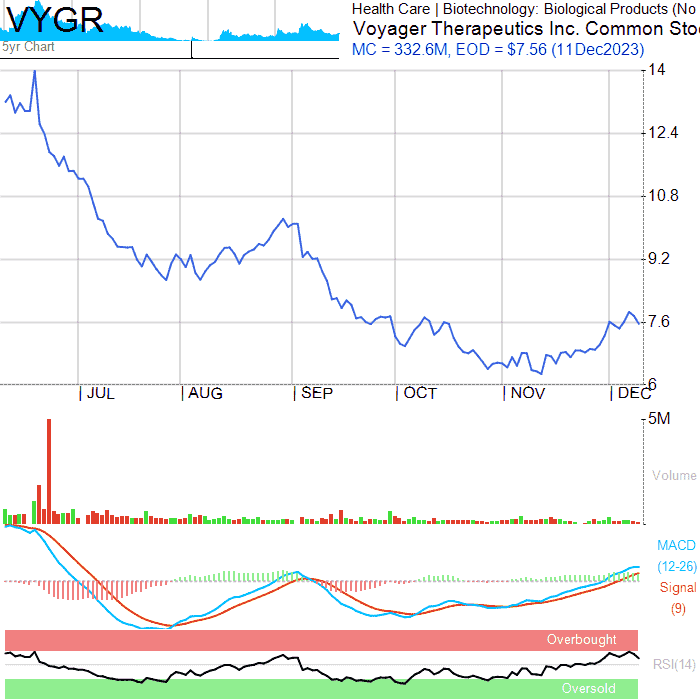 VYGR
5yr Chart
Health Care | Biotechnology: Biological Products (No
Voyager Therapeutics Inc. Common Sto
MC = 332.6M, EOD = $7.56 (11Dec2023)
14
12.4
10.8
9.2
7.6
6
JUL AUG SEP OCT NOV DEC
5M
Volume
MACD
(12-26)
Signal
(9)
Overbought
RSI(14)
Oversold